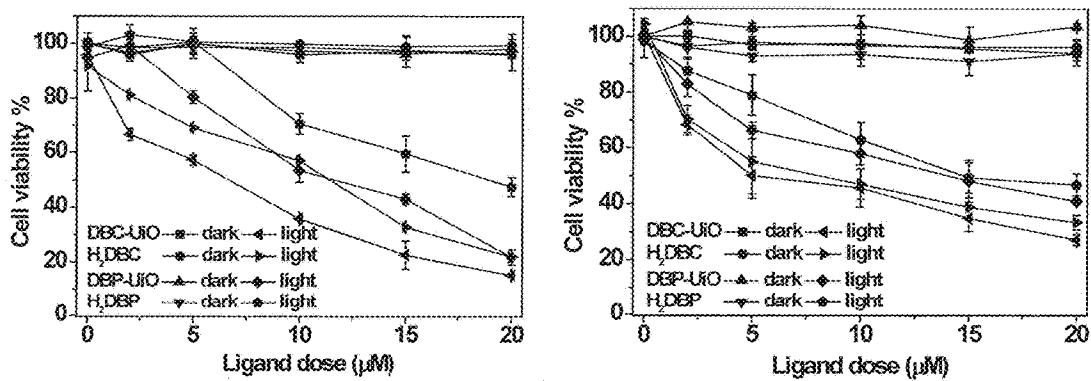 Cell viability %
100
80
60
40
20
0
DBC-UiO dark light
H₂DBC dark light
DBP-UiO dark light
H₂DBP dark light
0 5 10 15 20
Ligand dose (μM)
Cell viability %
100
80
60
40
20
0
DBC-UiO dark light
H₂DBC dark light
DBP-UiO dark light
H₂DBP dark light
0 5 10 15 20
Ligand dose (μM)